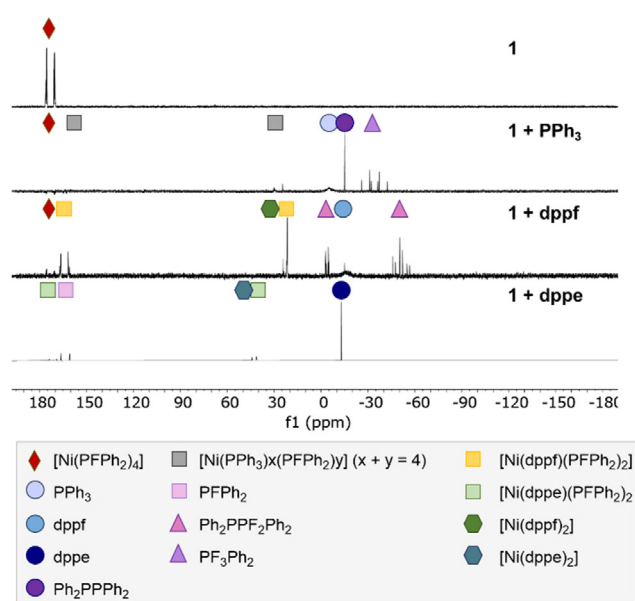 1
1 + PPh₃
1 + dppf
1 + dppe
180 150 120 90 60 30 0 -30 -60 -90 -120 -150 -180
f1 (ppm)
[Ni(PFPh₂)₄] [Ni(PPh₃)x(PFPh₂)y] (x + y = 4) [Ni(dppf)(PFPh₂)₂]
PPh₃ PFPh₂ [Ni(dppe)(PFPh₂)₂
dppf Ph₂PPF₂Ph₂ [Ni(dppf)₂]
dppe PF₃Ph₂ [Ni(dppe)₂]
Ph₂PPPh₂